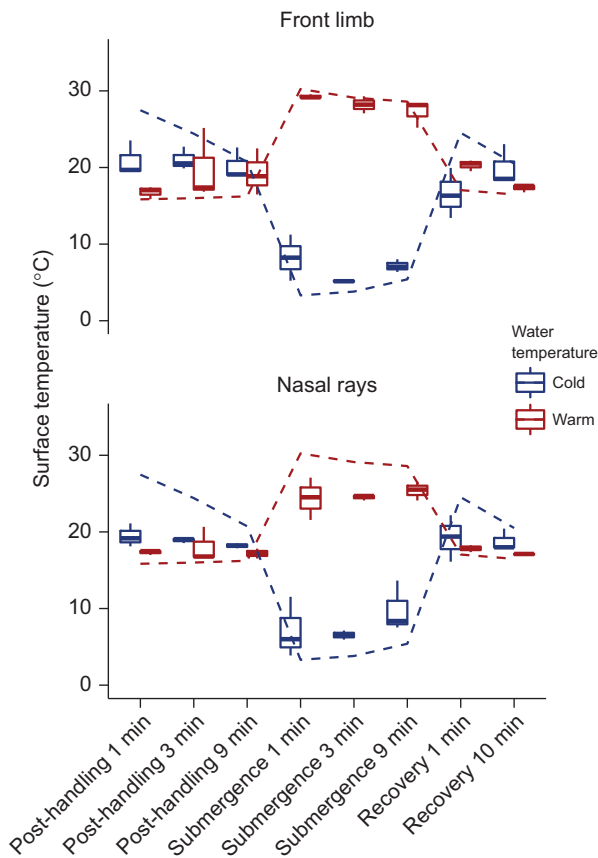 Front limb
30
20
10
0
Surface temperature (°C)
Water
temperature
Cold
Warm
Nasal rays
30
20
10
0
Post-handling 1 min
Post-handling 3 min
Post-handling 9 min
Submergence 1 min
Submergence 3 min
Submergence 9 min
Recovery 1 min
Recovery 10 min